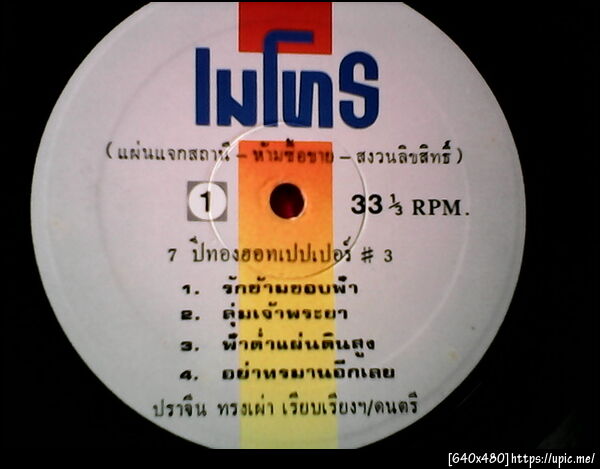 เมโทร
(แผ่นแจกสถานี – ห้ามซื้อขาย – สงวนลิขสิทธิ์)
1 33 1/3 RPM.
7 ปีทองฮอทเปปเปอร์ # 3
1. รักข้ามขอบฟ้า
2. ลุ่มเจ้าพระยา
3. ฟ้าต่ำแผ่นดินสูง
4. อย่าทรมานอีกเลย
ปราจีน ทรงเผ่า เรียบเรียงฯ/ดนตรี
[640x480]https://upic.me/